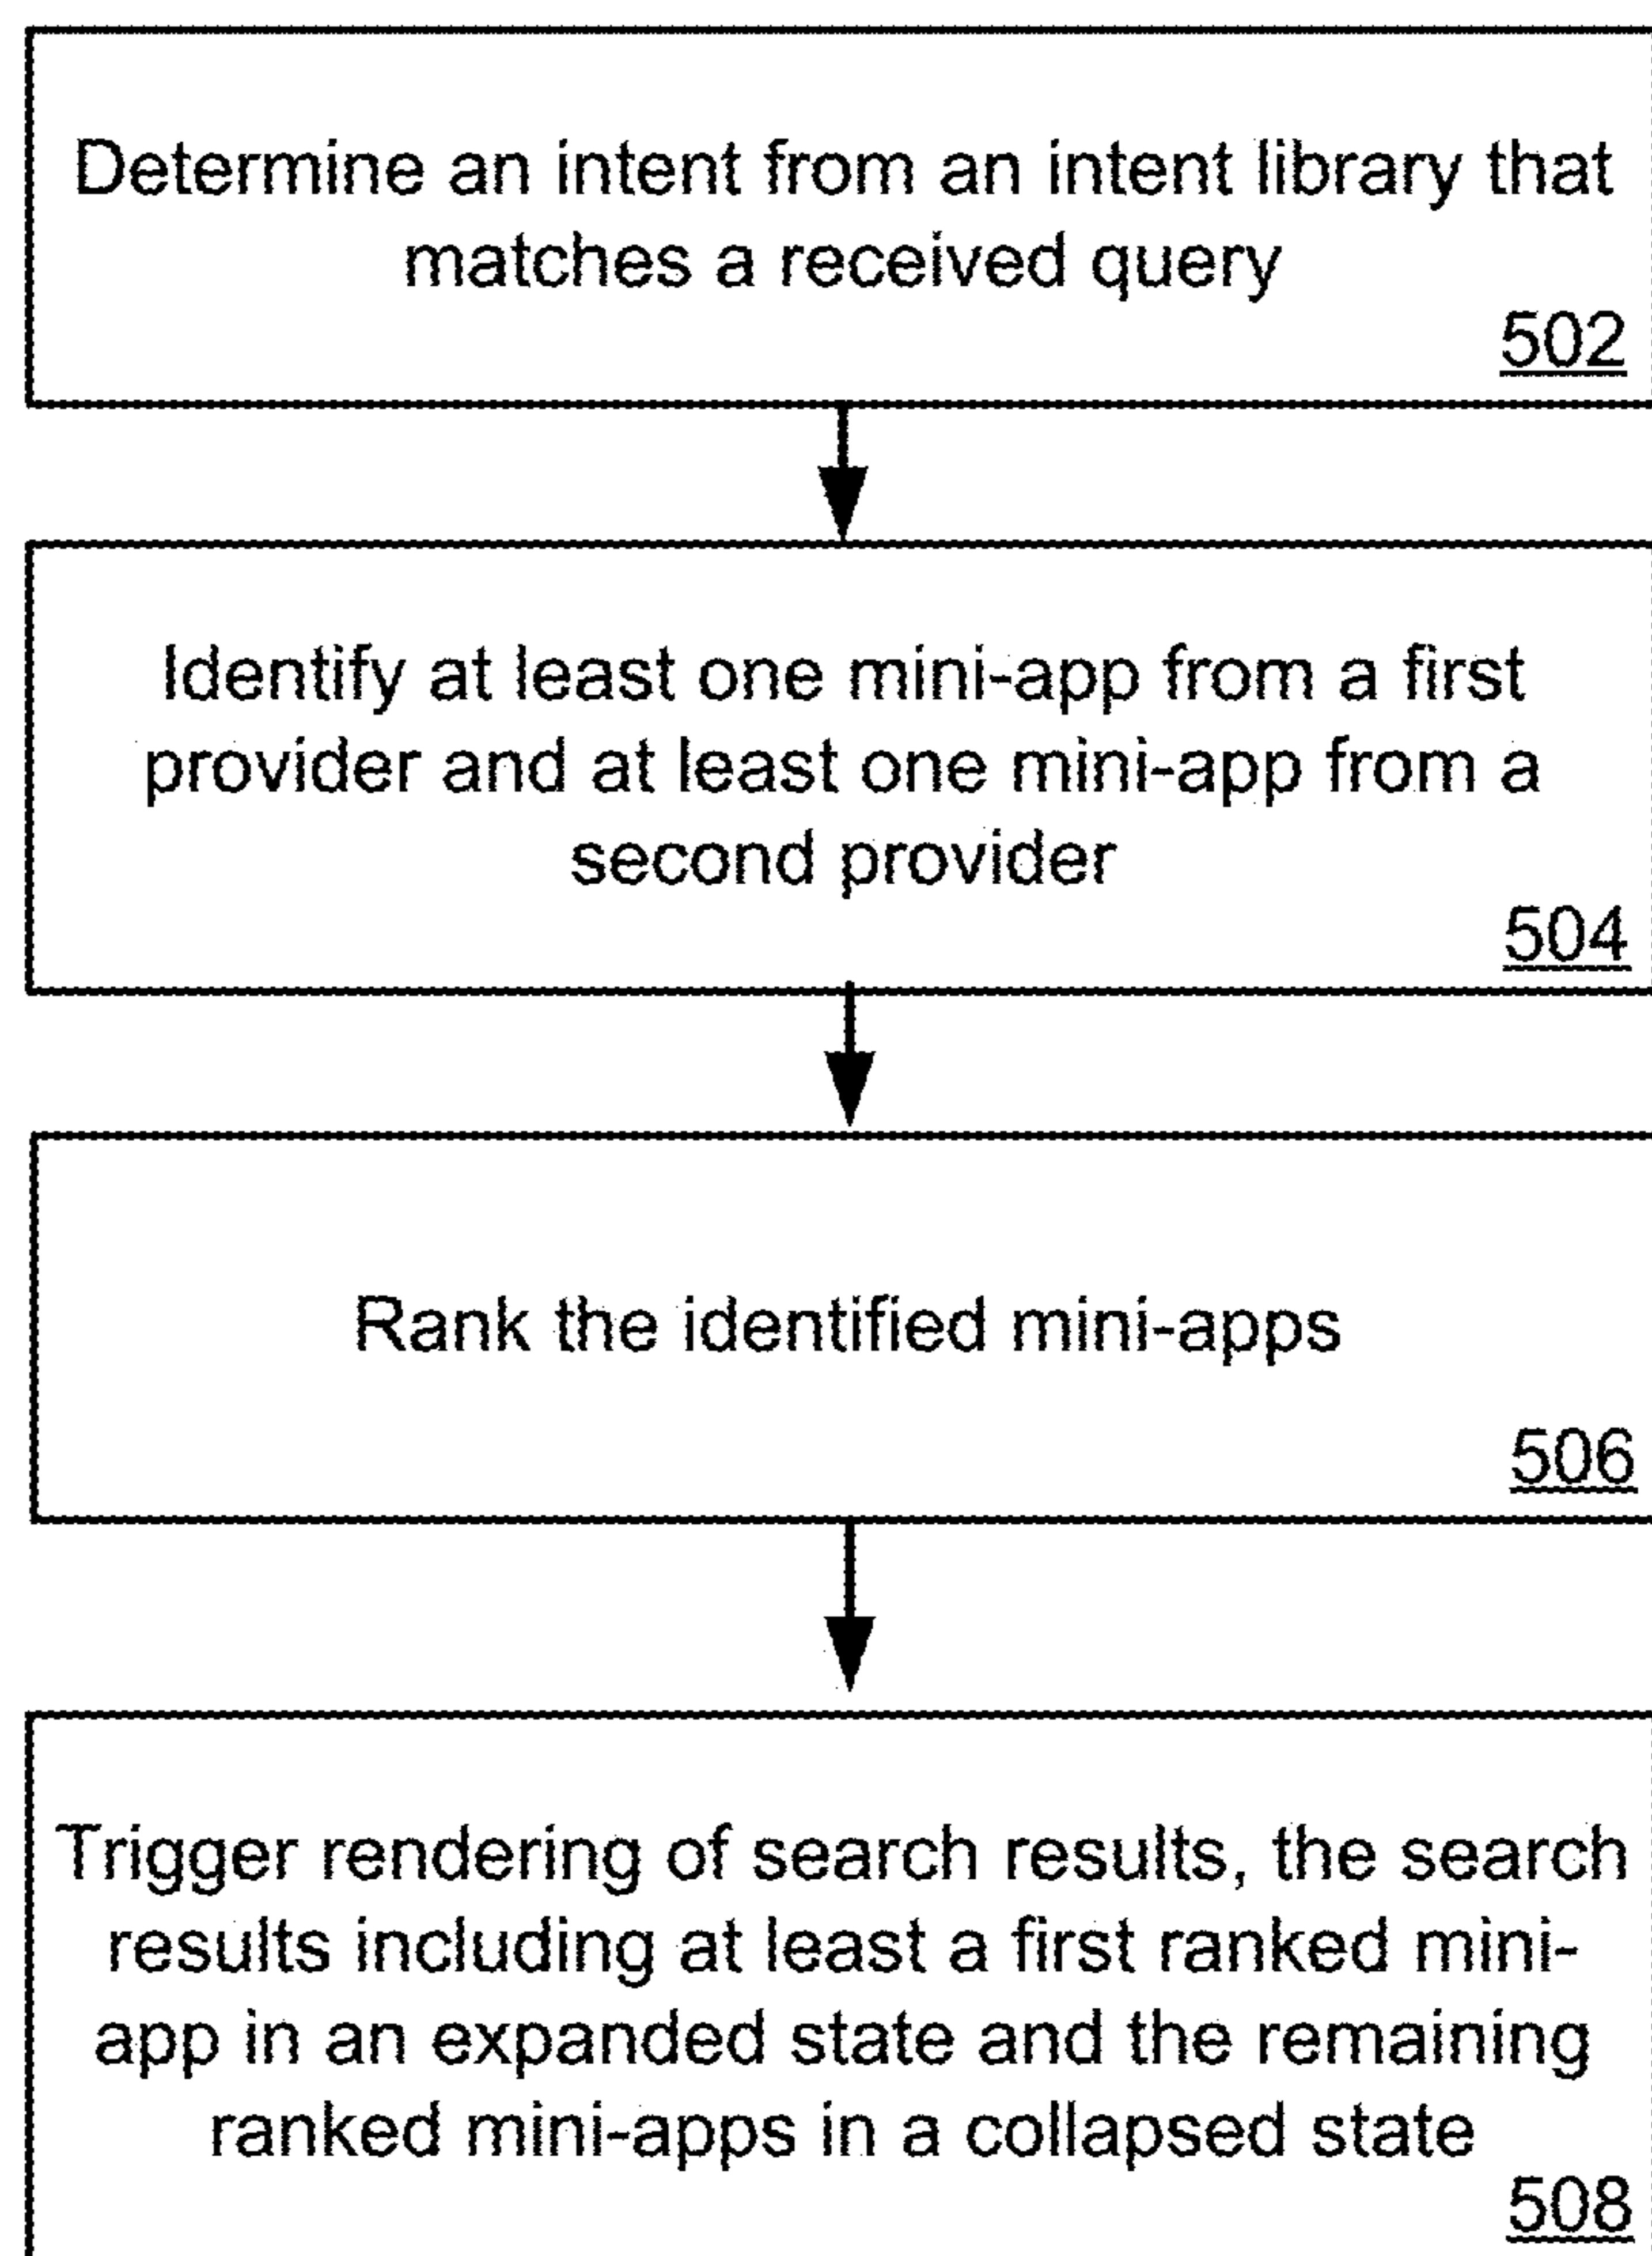 Determine an intent from an intent library that
matches a received query
502
Identify at least one mini-app from a first
provider and at least one mini-app from a
second provider
504
Rank the identified mini-apps
506
Trigger rendering of search results, the search
results including at least a first ranked mini-
app in an expanded state and the remaining
ranked mini-apps in a collapsed state
508